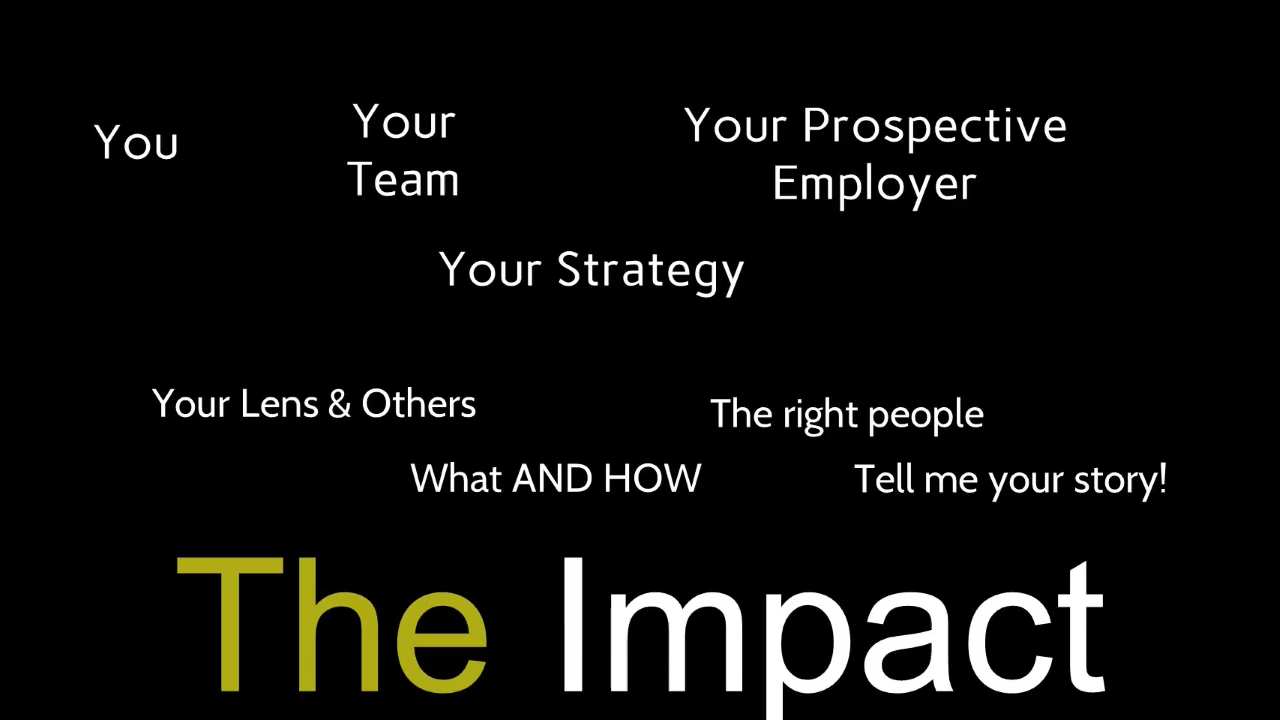 You
Your
Team
Your Prospective
Employer
Your Strategy
Your Lens & Others
The right people
What AND HOW
Tell me your story!
The Impact